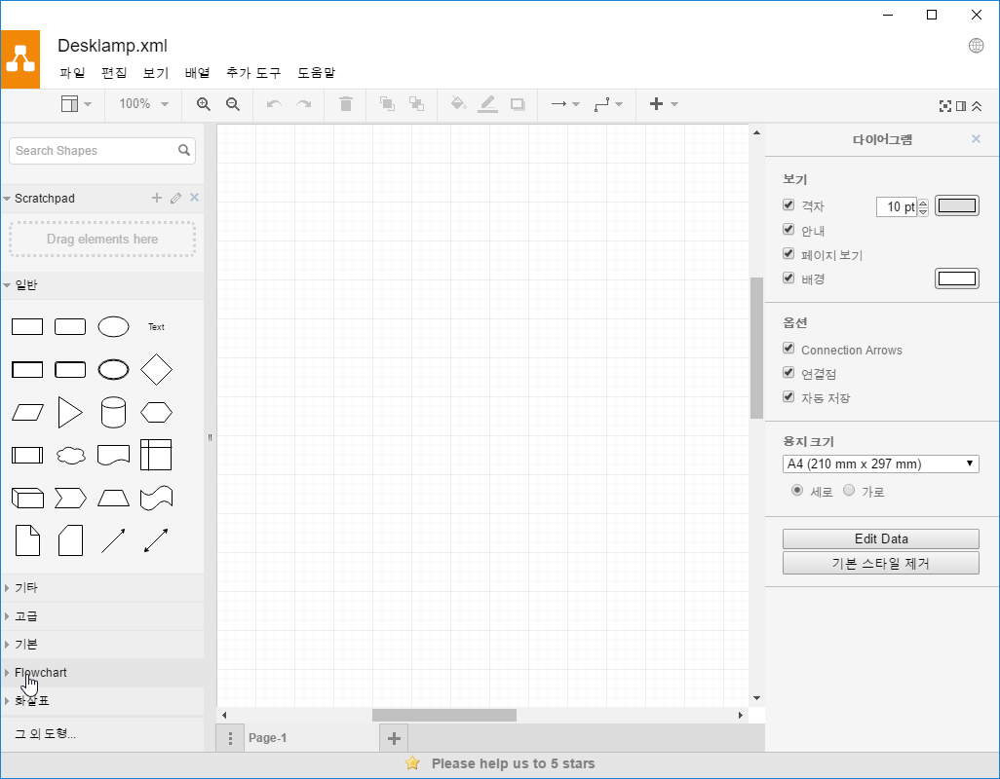 Desklamp.xml
파일 편집 보기 배열 추가 도구 도움말
100%
Search Shapes
Scratchpad
Drag elements here
일반
Text
기타
고급
기본
Flowchart
화살표
그 외 도형...
Page-1
다이어그램
보기
격자 10 pt
안내
페이지 보기
배경
옵션
Connection Arrows
연결점
자동 저장
용지 크기
A4 (210 mm x 297 mm)
세로 가로
Edit Data
기본 스타일 제거
Please help us to 5 stars